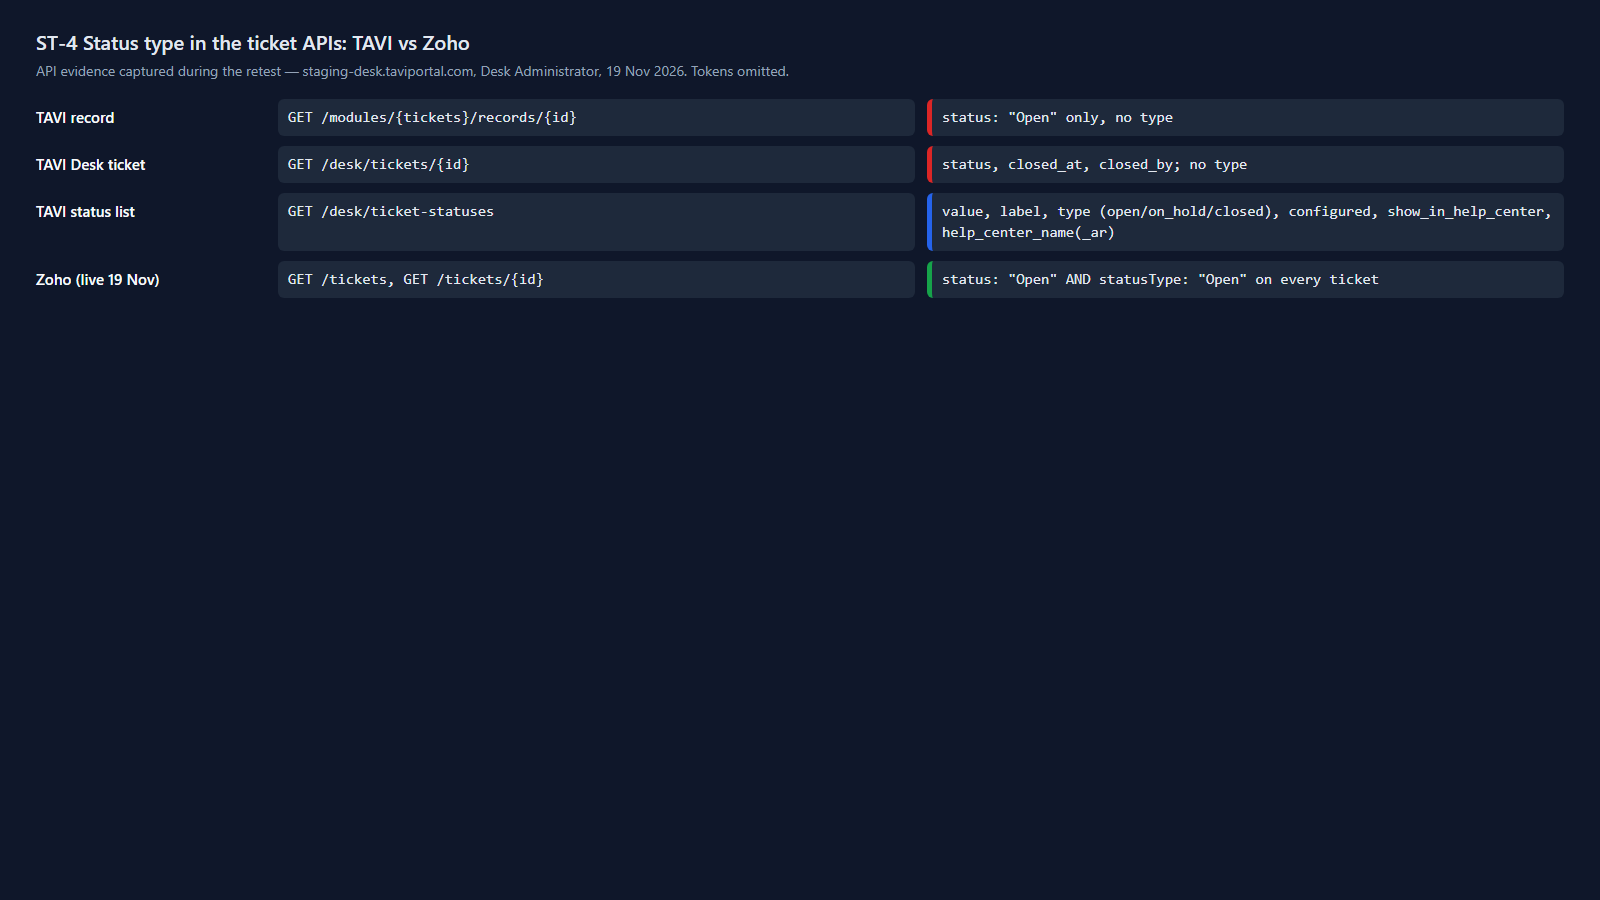 ST-4 Status type in the ticket APIs: TAVI vs Zoho
API evidence captured during the retest — staging-desk.taviportal.com, Desk Administrator, 19 Nov 2026. Tokens omitted.
TAVI record GET /modules/{tickets}/records/{id} status: "Open" only, no type
TAVI Desk ticket GET /desk/tickets/{id} status, closed_at, closed_by; no type
TAVI status list GET /desk/ticket-statuses value, label, type (open/on_hold/closed), configured, show_in_help_center,
help_center_name(_ar)
Zoho (live 19 Nov) GET /tickets, GET /tickets/{id} status: "Open" AND statusType: "Open" on every ticket